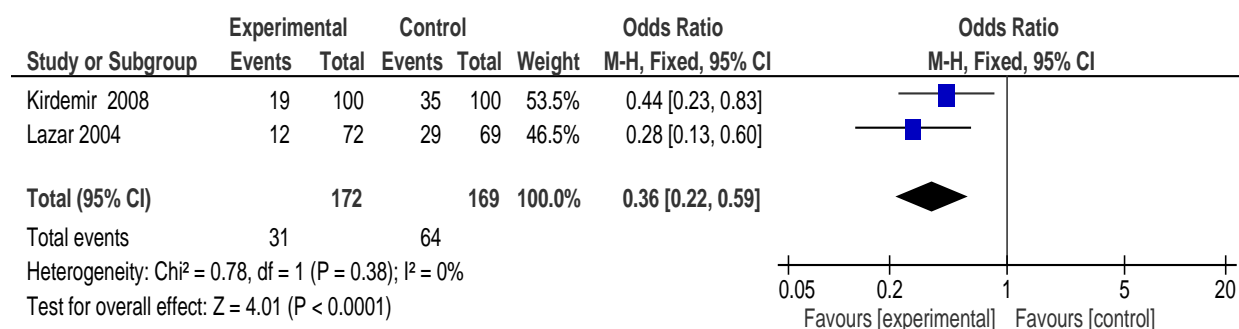 Experimental Control Odds Ratio Odds Ratio
Study or Subgroup Events Total Events Total Weight M-H, Fixed, 95% CI M-H, Fixed, 95% CI
Kirdemir 2008 19 100 35 100 53.5% 0.44 [0.23, 0.83]
Lazar 2004 12 72 29 69 46.5% 0.28 [0.13, 0.60]
Total (95% CI) 172 169 100.0% 0.36 [0.22, 0.59]
Total events 31 64
Heterogeneity: Chi² = 0.78, df = 1 (P = 0.38); I² = 0%
Test for overall effect: Z = 4.01 (P < 0.0001)
0.05 0.2 1 5 20
Favours [experimental] Favours [control]